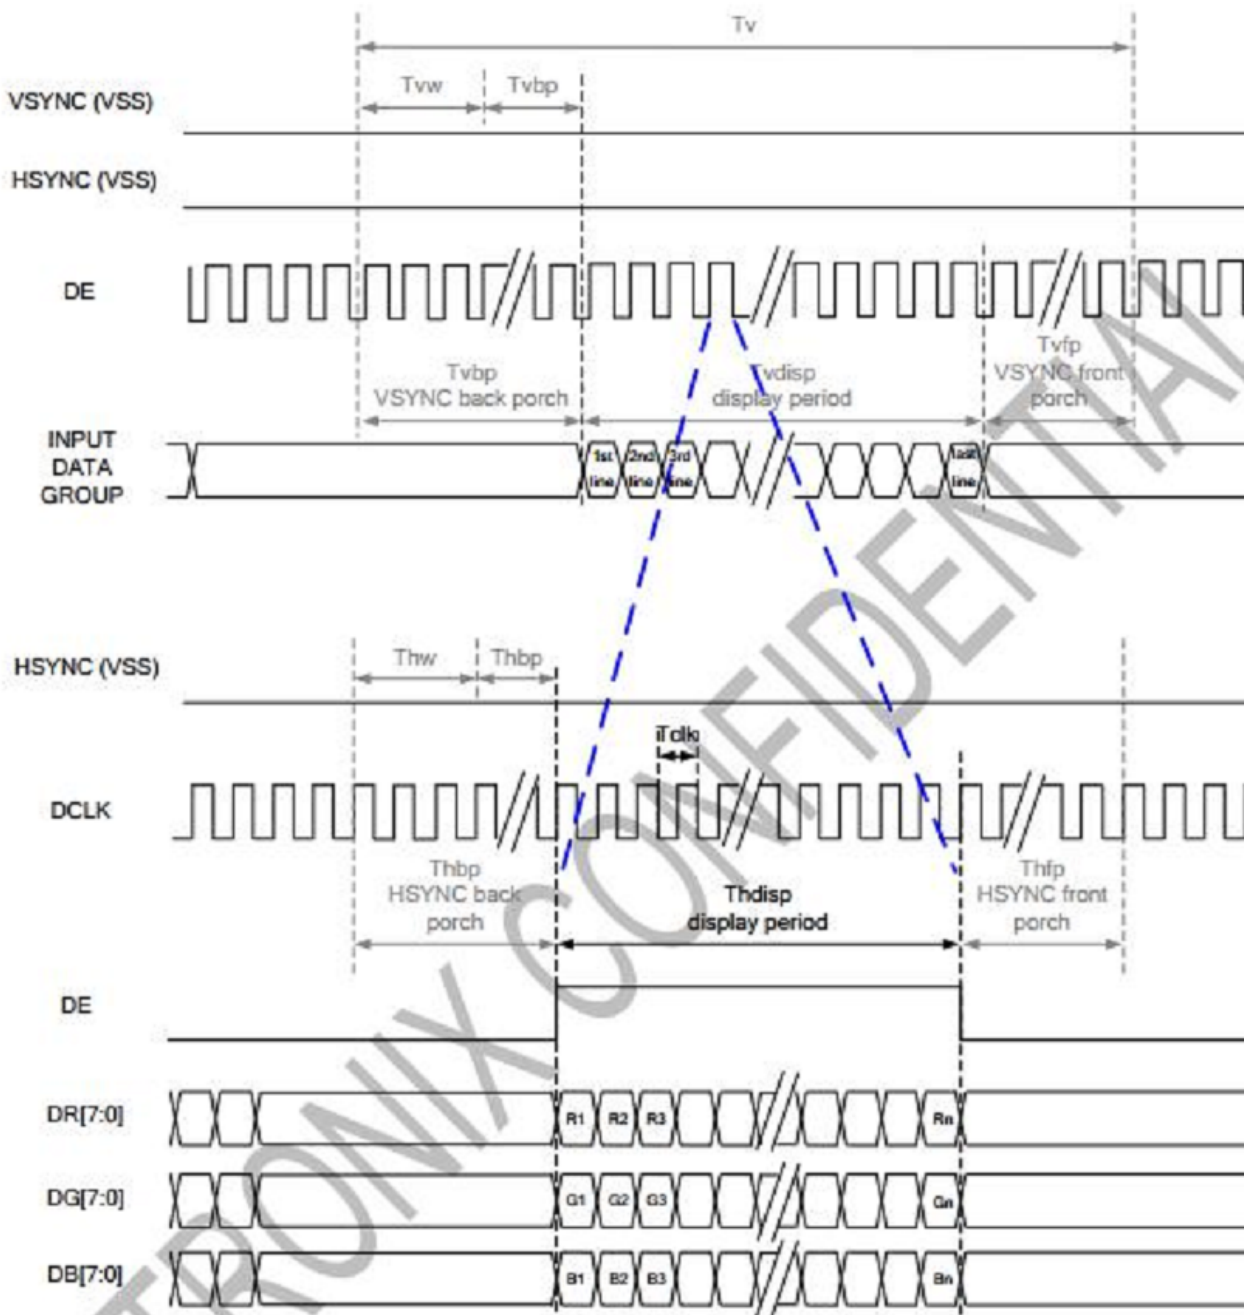 Tv
Tvw
Tvbp
VSYNC (VSS)
HSYNC (VSS)
DE
Tvbp
VSYNC back porch
Tvdisp
display period
Tvfp
VSYNC front
porch
INPUT
DATA
GROUP
1st
line
2nd
line
3rd
line
last
line
HSYNC (VSS)
Thw
Thbp
Tclk
DCLK
Thbp
HSYNC back
porch
Thdisp
display period
Thfp
HSYNC front
porch
DE
DR[7:0]
R1
R2
R3
Rn
DG[7:0]
G1
G2
G3
Gn
DB[7:0]
B1
B2
B3
Bn
TRONIX CONFIDENTIAL